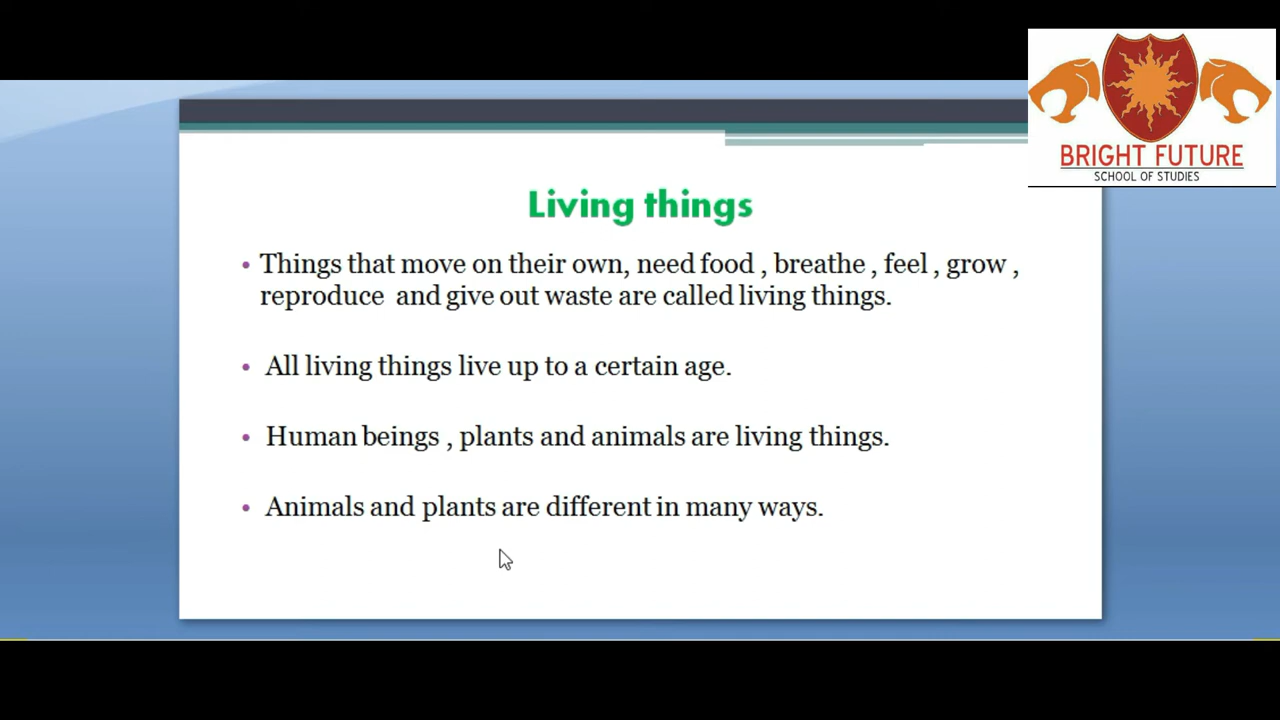 BRIGHT FUTURE
SCHOOL OF STUDIES
Living things
• Things that move on their own, need food , breathe , feel , grow ,
reproduce and give out waste are called living things.
• All living things live up to a certain age.
• Human beings , plants and animals are living things.
• Animals and plants are different in many ways.